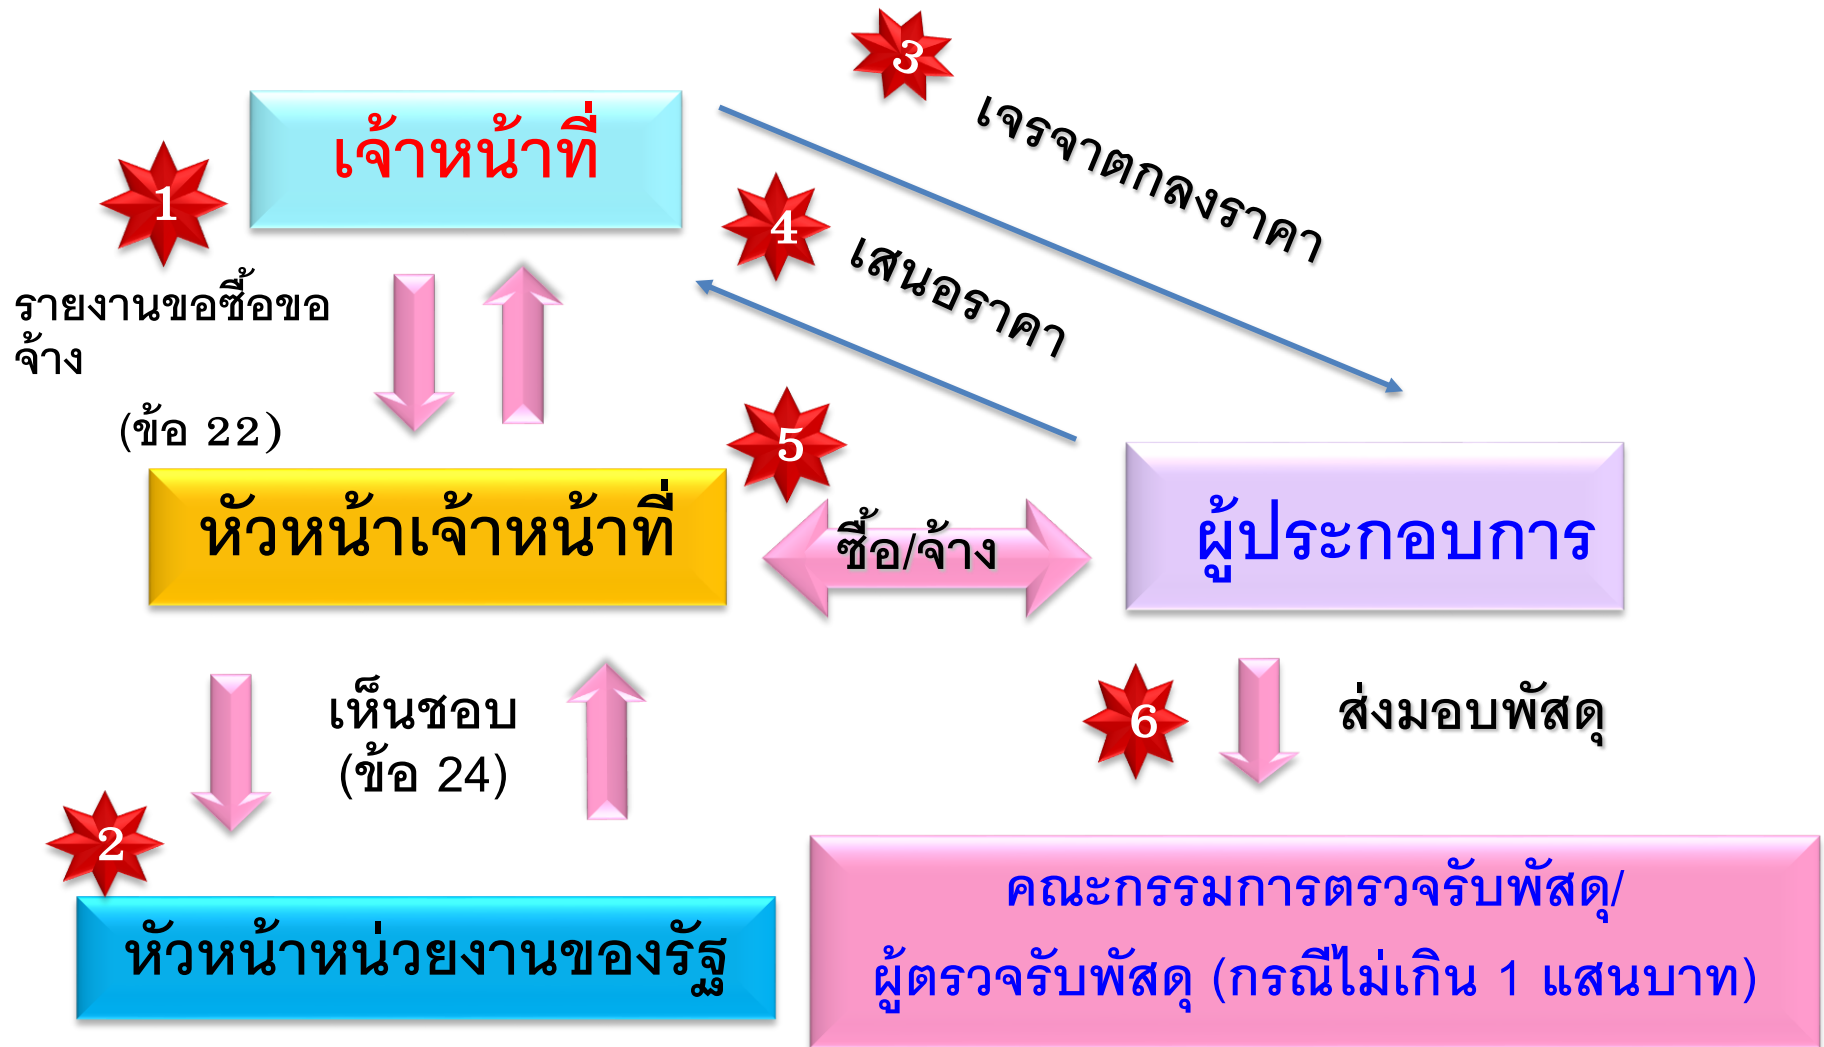 3
เจรจาตกลงราคา
เจ้าหน้าที่
1
4
เสนอราคา
รายงานขอซื้อขอ
จ้าง
(ข้อ 22)
5
หัวหน้าเจ้าหน้าที่
ซื้อ/จ้าง
ผู้ประกอบการ
เห็นชอบ
(ข้อ 24)
6
ส่งมอบพัสดุ
2
หัวหน้าหน่วยงานของรัฐ
คณะกรรมการตรวจรับพัสดุ/
ผู้ตรวจรับพัสดุ (กรณีไม่เกิน 1 แสนบาท)